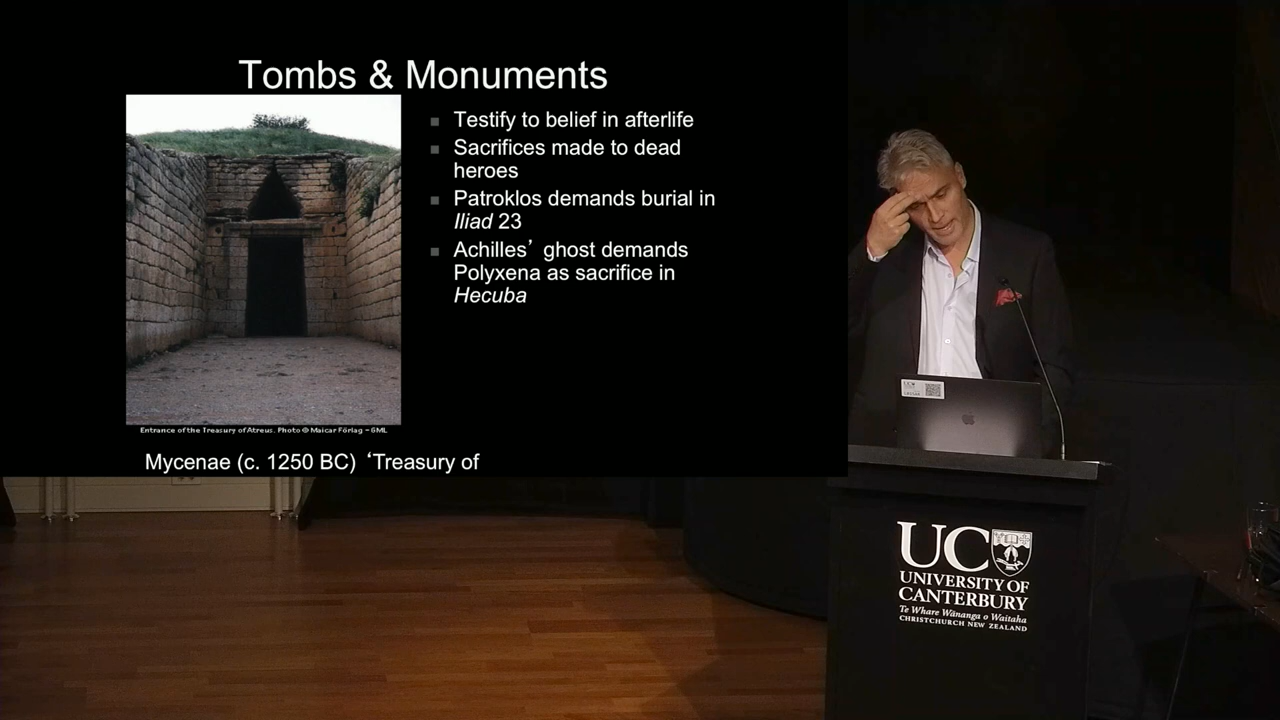 Tombs & Monuments
Testify to belief in afterlife
Sacrifices made to dead
heroes
Patroklos demands burial in
Iliad 23
Achilles’ ghost demands
Polyxena as sacrifice in
Hecuba
Entrance of the Treasury of Atreus. Photo © Maicar Förlag – GML
Mycenae (c. 1250 BC) ‘Treasury of
UC
UC
UNIVERSITY OF
CANTERBURY
Te Whare Wānanga o Waitaha
CHRISTCHURCH NEW ZEALAND